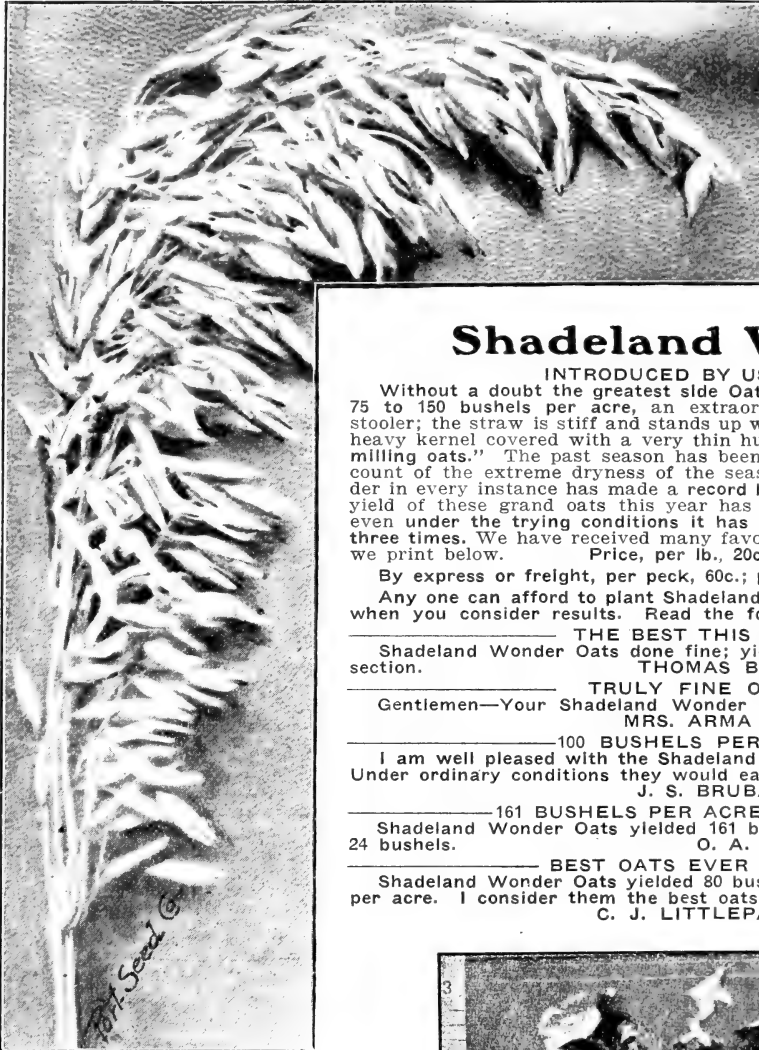 Shadeland
INTRODUCED BY US
Without a doubt the greatest side Oat
75 to 150 bushels per acre, an extraor
stooler; the straw is stiff and stands up w
heavy kernel covered with a very thin hu
milling oats." The past season has been
count of the extreme dryness of the seas
der in every instance has made a record
yield of these grand oats this year has
even under the trying conditions it has
three times. We have received many favo
we print below. Price, per lb., 20c
By express or freight, per peck, 60c.; p
Any one can afford to plant Shadeland
when you consider results. Read the fo
THE BEST THIS
Shadeland Wonder Oats done fine; yie
section. THOMAS B
TRULY FINE O
Gentlemen—Your Shadeland Wonder
MRS. ARMA
100 BUSHELS PER
I am well pleased with the Shadeland
Under ordinary conditions they would ea
J. S. BRUBA
161 BUSHELS PER ACRE
Shadeland Wonder Oats yielded 161 b
24 bushels. O. A.
BEST OATS EVER
Shadeland Wonder Oats yielded 80 bus
per acre. I consider them the best oats
C. J. LITTLEPA
Port. Seed Co
3